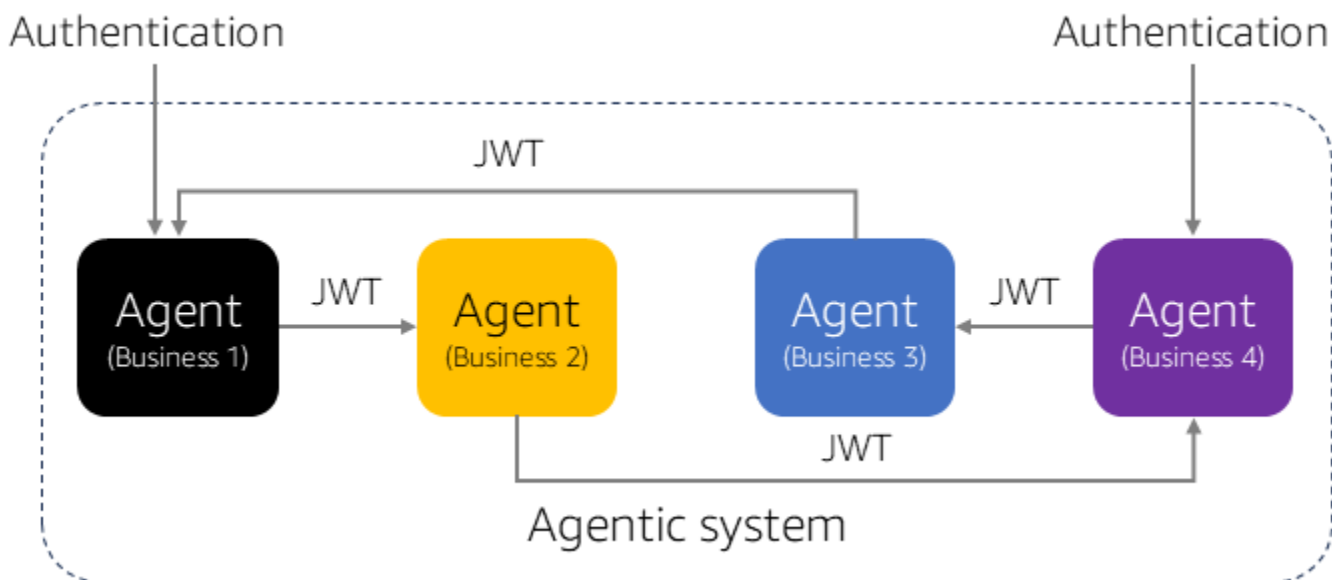 Authentication
Authentication
JWT
Agent
(Business 1)
JWT
Agent
(Business 2)
Agent
(Business 3)
JWT
Agent
(Business 4)
JWT
Agentic system